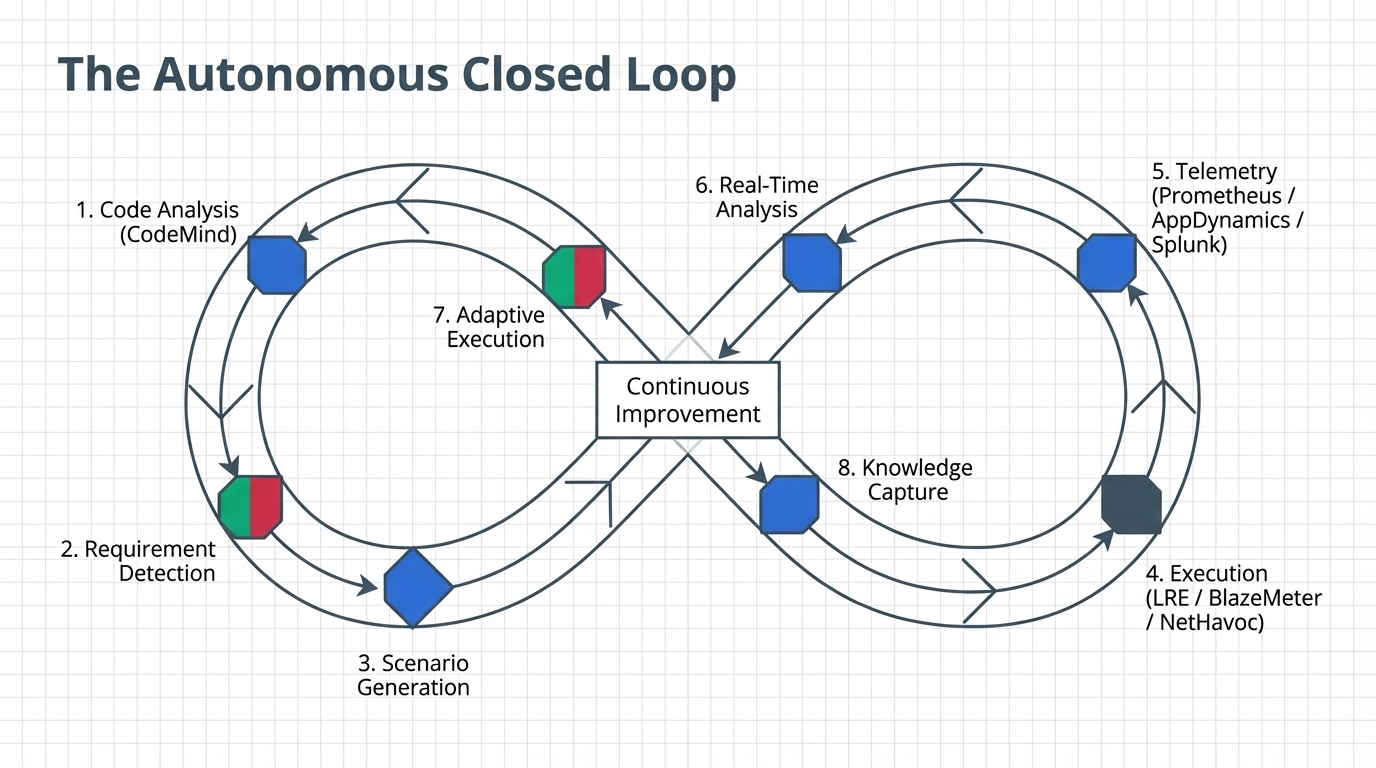 The Autonomous Closed Loop
1. Code Analysis
(CodeMind)
2. Requirement
Detection
3. Scenario
Generation
7. Adaptive
Execution
Continuous
Improvement
6. Real-Time
Analysis
5. Telemetry
(Prometheus /
AppDynamics /
Splunk)
8. Knowledge
Capture
4. Execution
(LRE / BlazeMeter
/ NetHavoc)